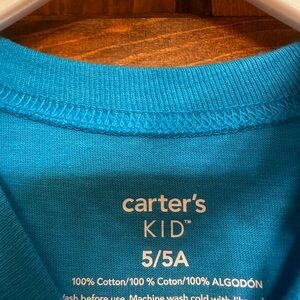 carter's
KID™
5/5A
100% Cotton/100 % Coton/100% ALGODÓN
before use. Machine wash cold with